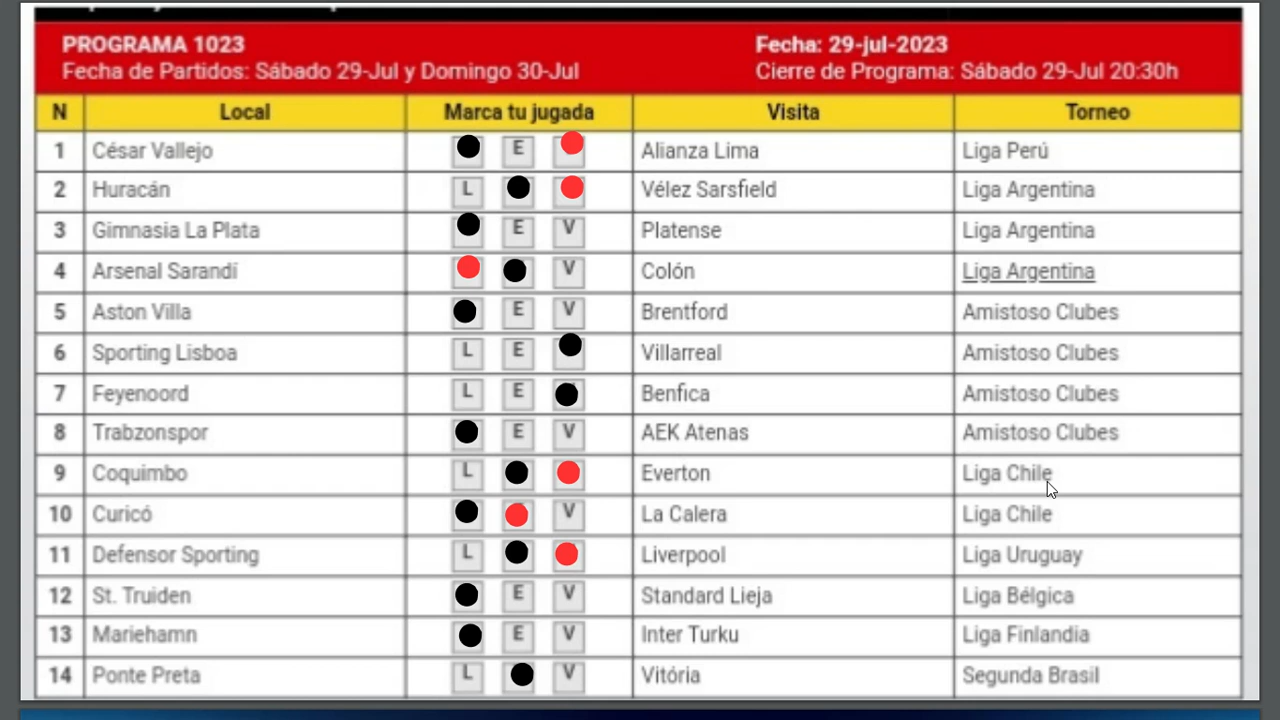 PROGRAMA 1023 Fecha: 29-jul-2023
Fecha de Partidos: Sábado 29-Jul y Domingo 30-Jul Cierre de Programa: Sábado 29-Jul 20:30h
N Local Marca tu jugada Visita Torneo
1 César Vallejo E Alianza Lima Liga Perú
2 Huracán L Vélez Sarsfield Liga Argentina
3 Gimnasia La Plata E V Platense Liga Argentina
4 Arsenal Sarandí V Colón Liga Argentina
5 Aston Villa E V Brentford Amistoso Clubes
6 Sporting Lisboa L E Villarreal Amistoso Clubes
7 Feyenoord L E Benfica Amistoso Clubes
8 Trabzonspor E V AEK Atenas Amistoso Clubes
9 Coquimbo L Everton Liga Chile
10 Curicó V La Calera Liga Chile
11 Defensor Sporting L Liverpool Liga Uruguay
12 St. Truiden E V Standard Lieja Liga Bélgica
13 Mariehamn E V Inter Turku Liga Finlandia
14 Ponte Preta L V Vitória Segunda Brasil